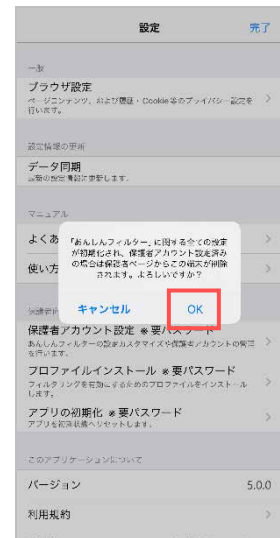 設定
完了
一般
ブラウザ設定
ページコンテンツ、および履歴・Cookie等のプライバシー設定を
行います。
設定情報の更新
データ同期
最新の設定情報に更新します。
マニュアル
よくあ
「あんしんフィルター」に関する全ての設定
が初期化され、保護者アカウント設定済み
の場合は保護者ページからこの端末が削除
されます。よろしいですか？
使い方
キャンセル
OK
保護者
保護者アカウント設定 ※要パスワード
あんしんフィルターの設定カスタマイズや保護者アカウントの管理
を行います。
プロファイルインストール ※要パスワード
フィルタリングを有効にするためのプロファイルをインストール
します。
アプリの初期化 ※要パスワード
アプリを初期状態へリセットします。
このアプリケーションについて
バージョン
5.0.0
利用規約